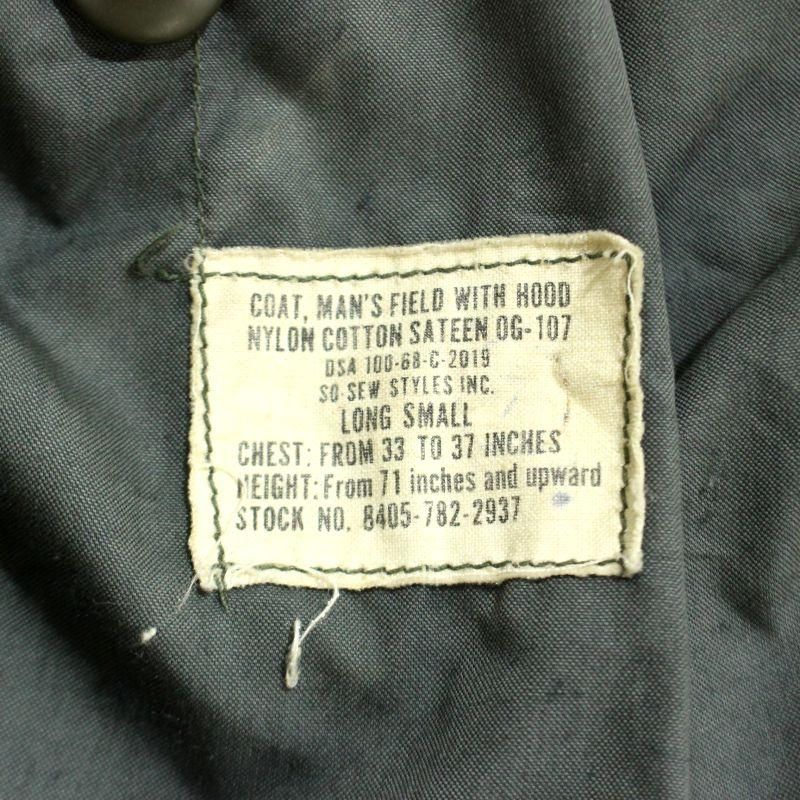 COAT, MAN'S FIELD WITH HOOD
NYLON COTTON SATEEN OG-107
DSA 100-68-C-2019
SO-SEW STYLES INC.
LONG SMALL
CHEST: FROM 33 TO 37 INCHES
HEIGHT: From 71 inches and upward
STOCK NO. 8405-782-2937